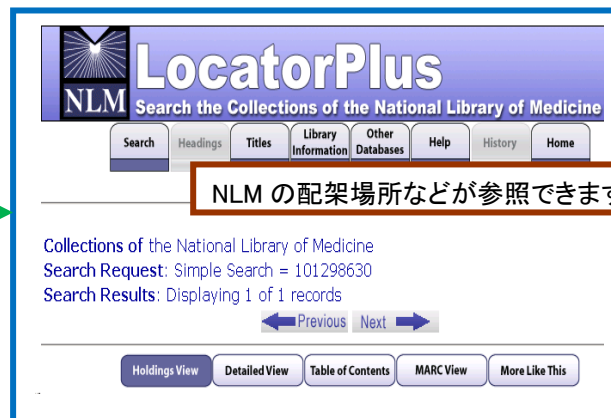 NLM
LocatorPlus
Search the Collections of the National Library of Medicine
Search Headings Titles Library Information Other Databases Help History Home
NLM の配架場所などが参照できます
Collections of the National Library of Medicine
Search Request: Simple Search = 101298630
Search Results: Displaying 1 of 1 records
Previous Next
Holdings View Detailed View Table of Contents MARC View More Like This